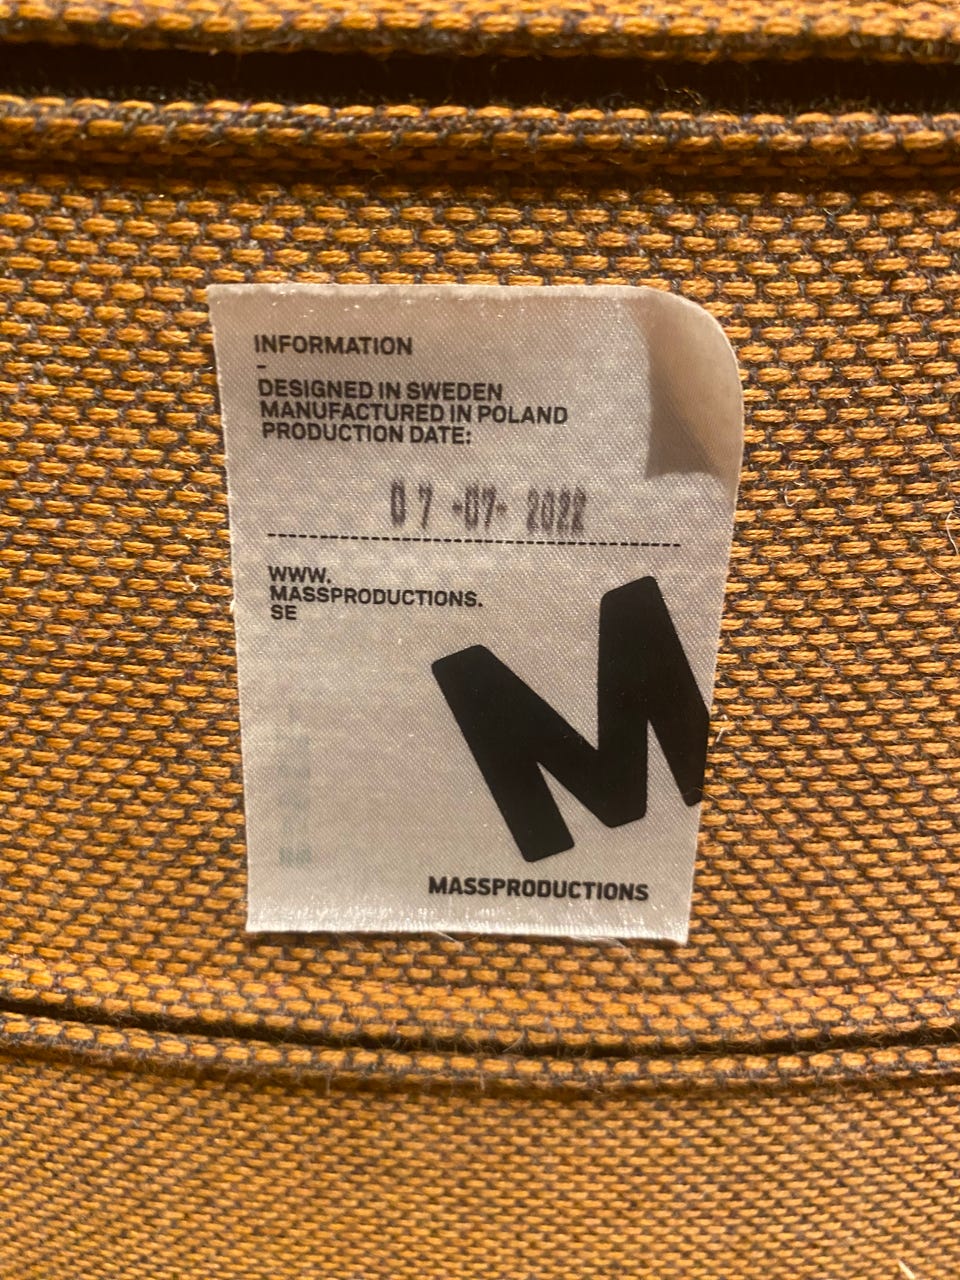 INFORMATION
-
DESIGNED IN SWEDEN
MANUFACTURED IN POLAND
PRODUCTION DATE:
07 -07- 2022
WWW.
MASSPRODUCTIONS.
SE
M
MASSPRODUCTIONS